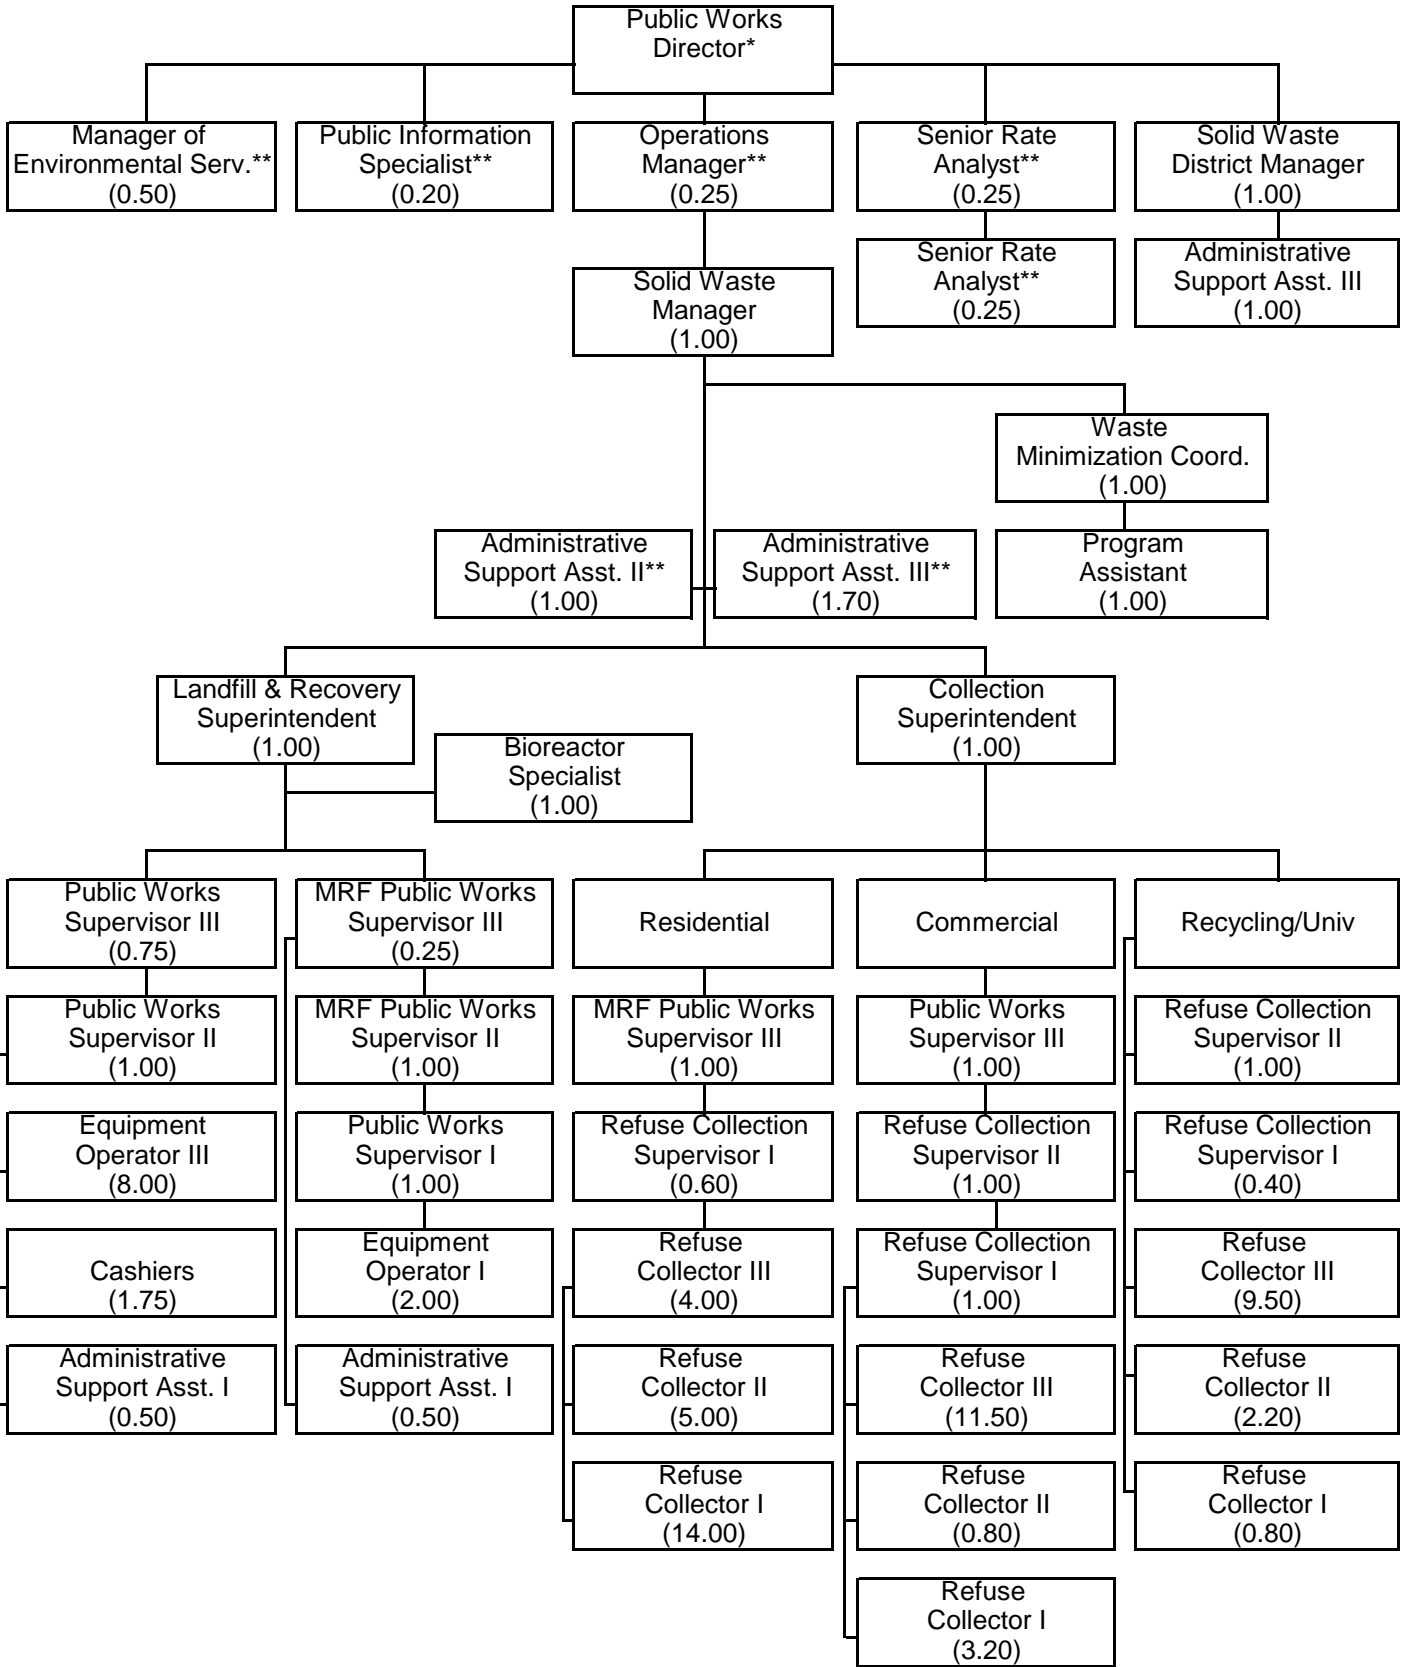 Public Works
Director*
Manager of
Environmental Serv.**
(0.50)
Public Information
Specialist**
(0.20)
Operations
Manager**
(0.25)
Senior Rate
Analyst**
(0.25)
Solid Waste
District Manager
(1.00)
Senior Rate
Analyst**
(0.25)
Administrative
Support Asst. III
(1.00)
Solid Waste
Manager
(1.00)
Waste
Minimization Coord.
(1.00)
Administrative
Support Asst. II**
(1.00)
Administrative
Support Asst. III**
(1.70)
Program
Assistant
(1.00)
Landfill & Recovery
Superintendent
(1.00)
Collection
Superintendent
(1.00)
Bioreactor
Specialist
(1.00)
Public Works
Supervisor III
(0.75)
MRF Public Works
Supervisor III
(0.25)
Residential
Commercial
Recycling/Univ
Public Works
Supervisor II
(1.00)
MRF Public Works
Supervisor II
(1.00)
MRF Public Works
Supervisor III
(1.00)
Public Works
Supervisor III
(1.00)
Refuse Collection
Supervisor II
(1.00)
Equipment
Operator III
(8.00)
Public Works
Supervisor I
(1.00)
Refuse Collection
Supervisor I
(0.60)
Refuse Collection
Supervisor II
(1.00)
Refuse Collection
Supervisor I
(0.40)
Cashiers
(1.75)
Equipment
Operator I
(2.00)
Refuse
Collector III
(4.00)
Refuse Collection
Supervisor I
(1.00)
Refuse
Collector III
(9.50)
Administrative
Support Asst. I
(0.50)
Administrative
Support Asst. I
(0.50)
Refuse
Collector II
(5.00)
Refuse
Collector III
(11.50)
Refuse
Collector II
(2.20)
Refuse
Collector I
(14.00)
Refuse
Collector II
(0.80)
Refuse
Collector I
(0.80)
Refuse
Collector I
(3.20)